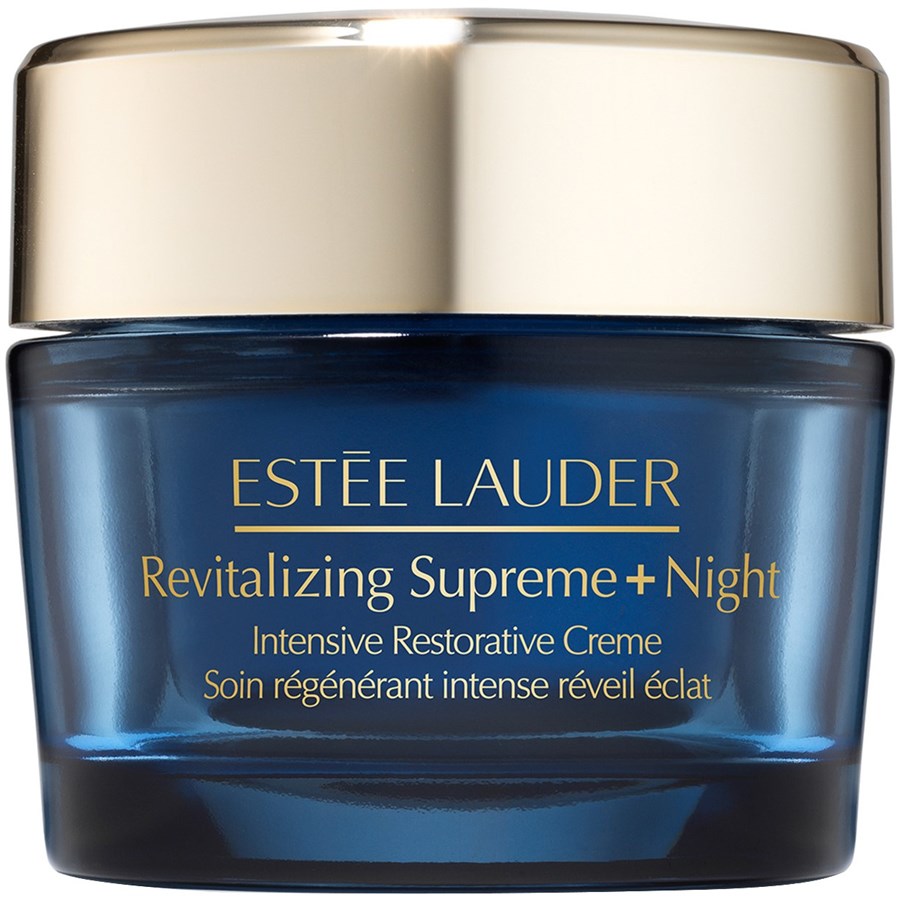 ESTĒE LAUDER
Revitalizing Supreme+Night
Intensive Restorative Creme
Soin régénérant intense réveil éclat